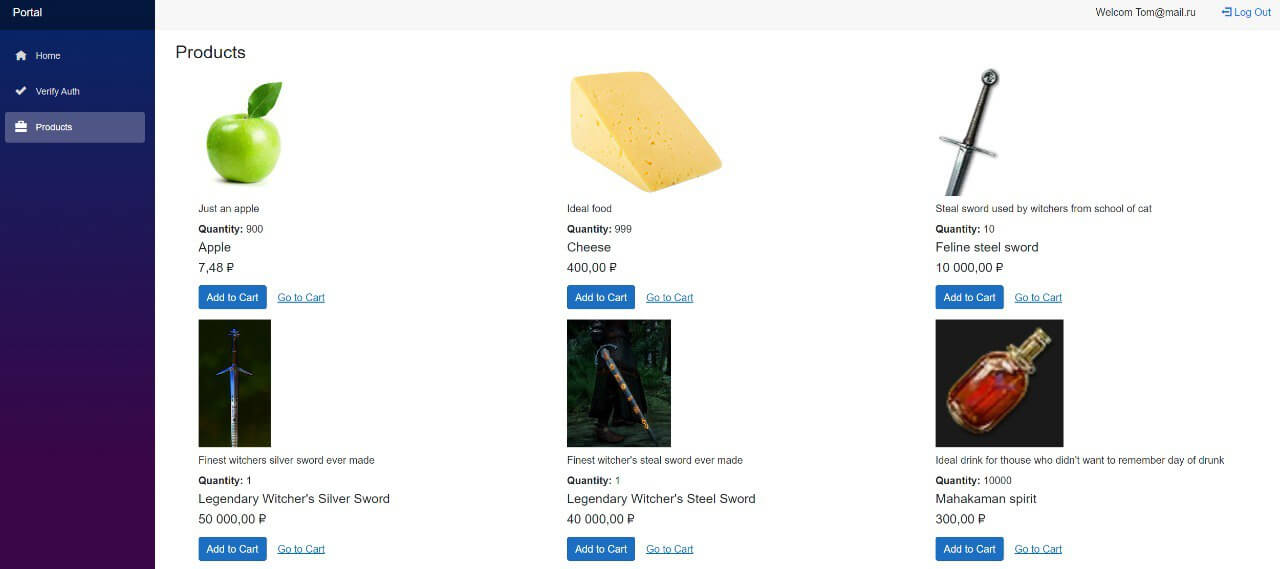 Portal
Welcom Tom@mail.ru
Log Out
Home
Verify Auth
Products
Products
Just an apple
Quantity: 900
Apple
7,48 ₽
Add to Cart
Go to Cart
Ideal food
Quantity: 999
Cheese
400,00 ₽
Add to Cart
Go to Cart
Steal sword used by witchers from school of cat
Quantity: 10
Feline steel sword
10 000,00 ₽
Add to Cart
Go to Cart
Finest witchers silver sword ever made
Quantity: 1
Legendary Witcher's Silver Sword
50 000,00 ₽
Add to Cart
Go to Cart
Finest witcher's steal sword ever made
Quantity: 1
Legendary Witcher's Steel Sword
40 000,00 ₽
Add to Cart
Go to Cart
Ideal drink for thouse who didn't want to remember day of drunk
Quantity: 10000
Mahakaman spirit
300,00 ₽
Add to Cart
Go to Cart